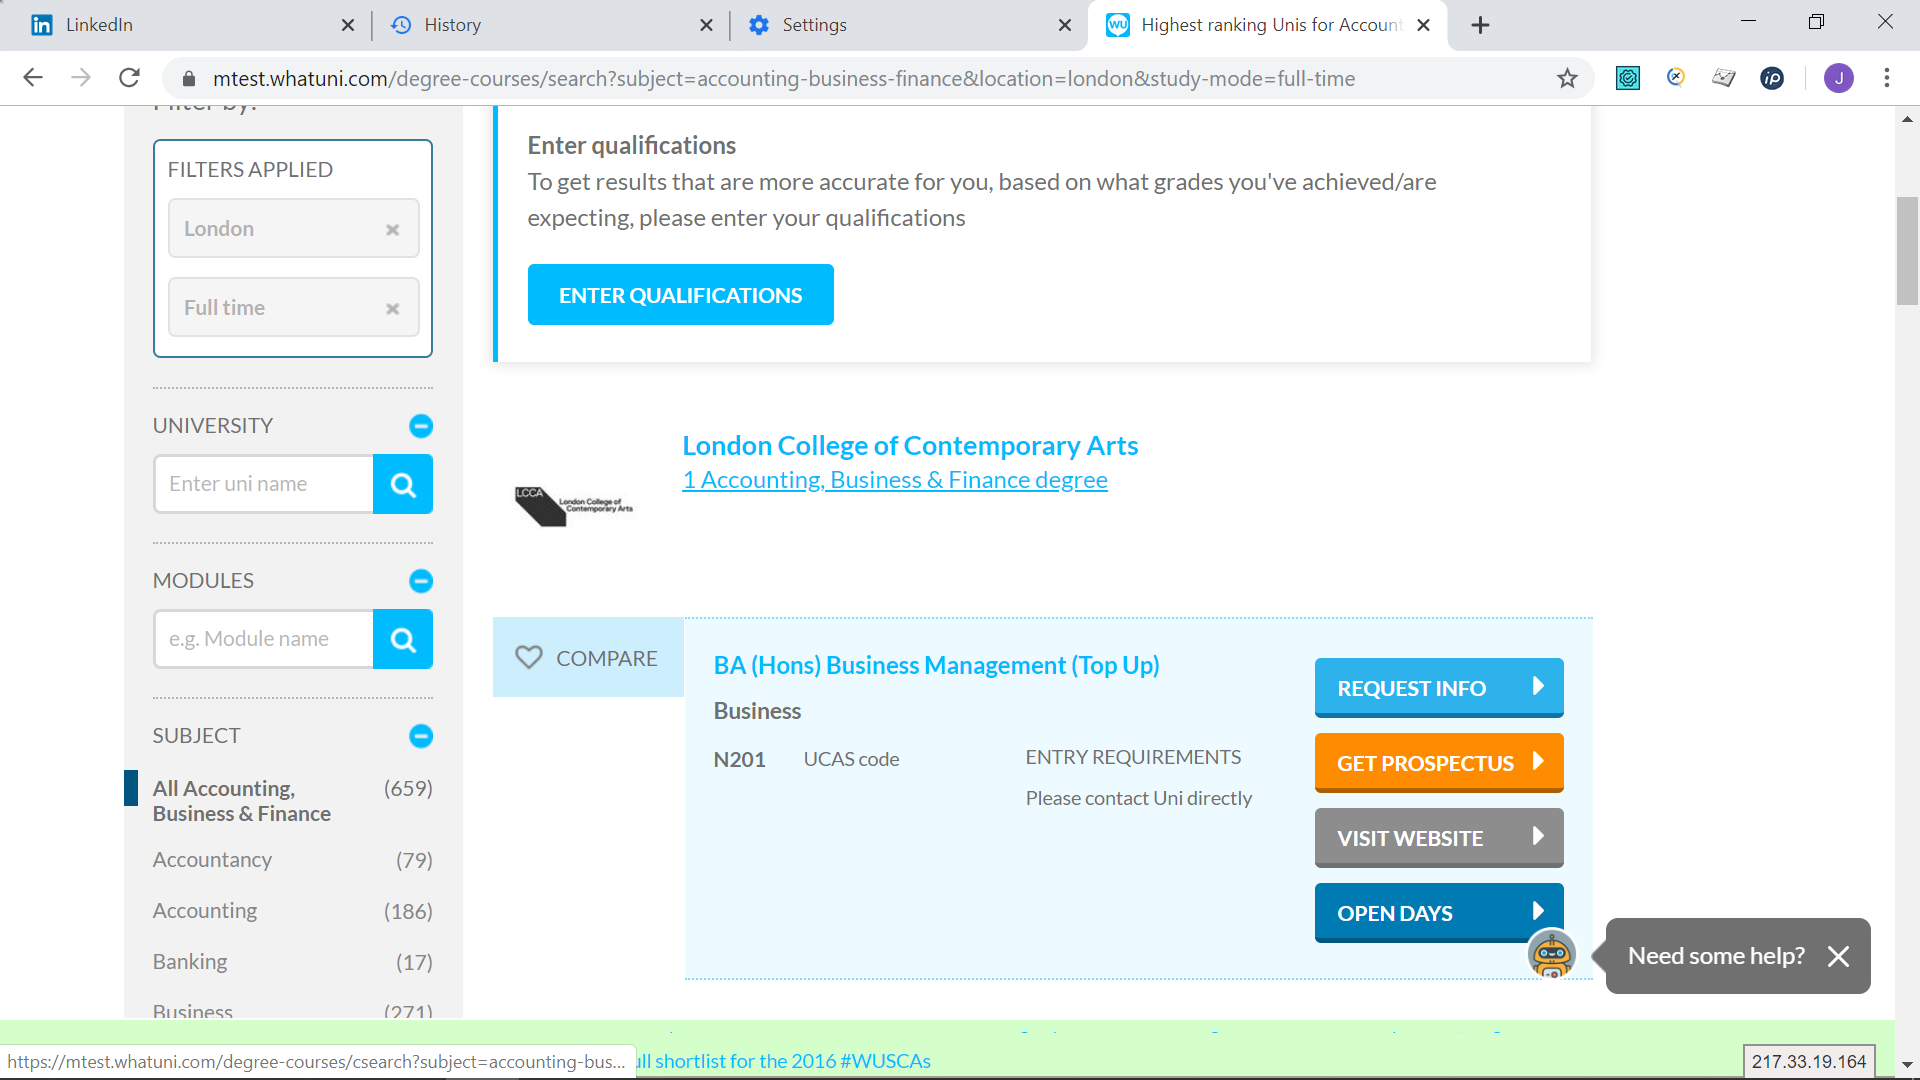 LinkedIn
History
Settings
Highest ranking Unis for Account
mtest.whatuni.com/degree-courses/search?subject=accounting-business-finance&location=london&study-mode=full-time
J
FILTERS APPLIED
London
Full time
UNIVERSITY
Enter uni name
MODULES
e.g. Module name
SUBJECT
All Accounting, (659)
Business & Finance
Accountancy (79)
Accounting (186)
Banking (17)
Business (271)
Enter qualifications
To get results that are more accurate for you, based on what grades you've achieved/are
expecting, please enter your qualifications
ENTER QUALIFICATIONS
LCCA
London College of
Contemporary Arts
London College of Contemporary Arts
1 Accounting, Business & Finance degree
COMPARE
BA (Hons) Business Management (Top Up)
Business
N201 UCAS code
ENTRY REQUIREMENTS
Please contact Uni directly
REQUEST INFO
GET PROSPECTUS
VISIT WEBSITE
OPEN DAYS
Need some help?
https://mtest.whatuni.com/degree-courses/csearch?subject=accounting-bus...
shortlist for the 2016 #WUSCAs
217.33.19.164